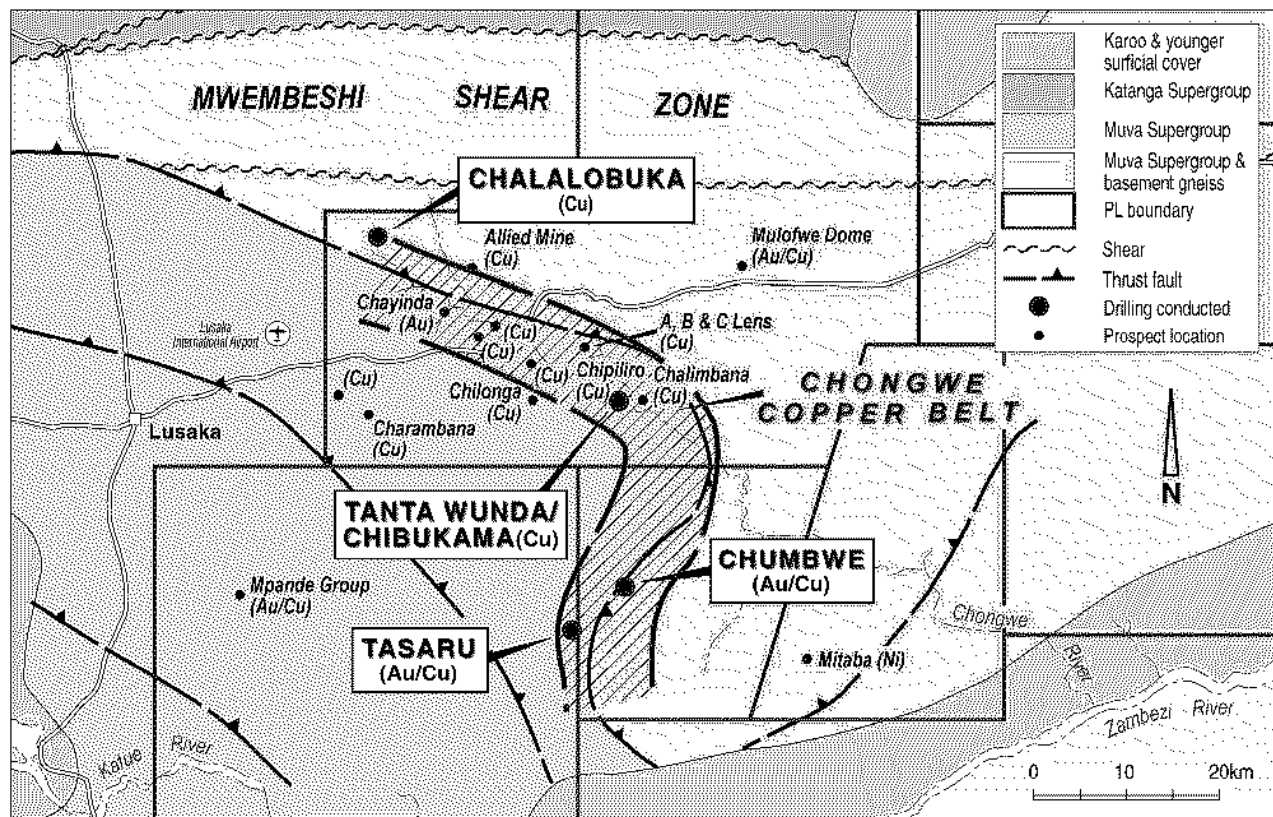 MWEMBESHI SHEAR ZONE
Karoo & younger
surficial cover
Katanga Supergroup
Muva Supergroup
Muva Supergroup &
basement gneiss
PL boundary
Shear
Thrust fault
Drilling conducted
Prospect location
CHALALOBUKA
(Cu)
Allied Mine
(Cu)
Mulofwe Dome
(Au/Cu)
Chayinda
(Au)
(Cu)
(Cu)
A, B & C Lens
(Cu)
Lusaka
International Airport
(Cu)
Chipiliro
(Cu)
Chalimbana
(Cu)
Chilonga
(Cu)
(Cu)
Charambana
(Cu)
Lusaka
CHONGWE
COPPER BELT
N
TANTA WUNDA/
CHIBUKAMA(Cu)
CHUMBWE
(Au/Cu)
Mpande Group
(Au/Cu)
TASARU
(Au/Cu)
Mitaba (Ni)
Chongwe
River
Zambezi River
Kafue River
0 10 20km